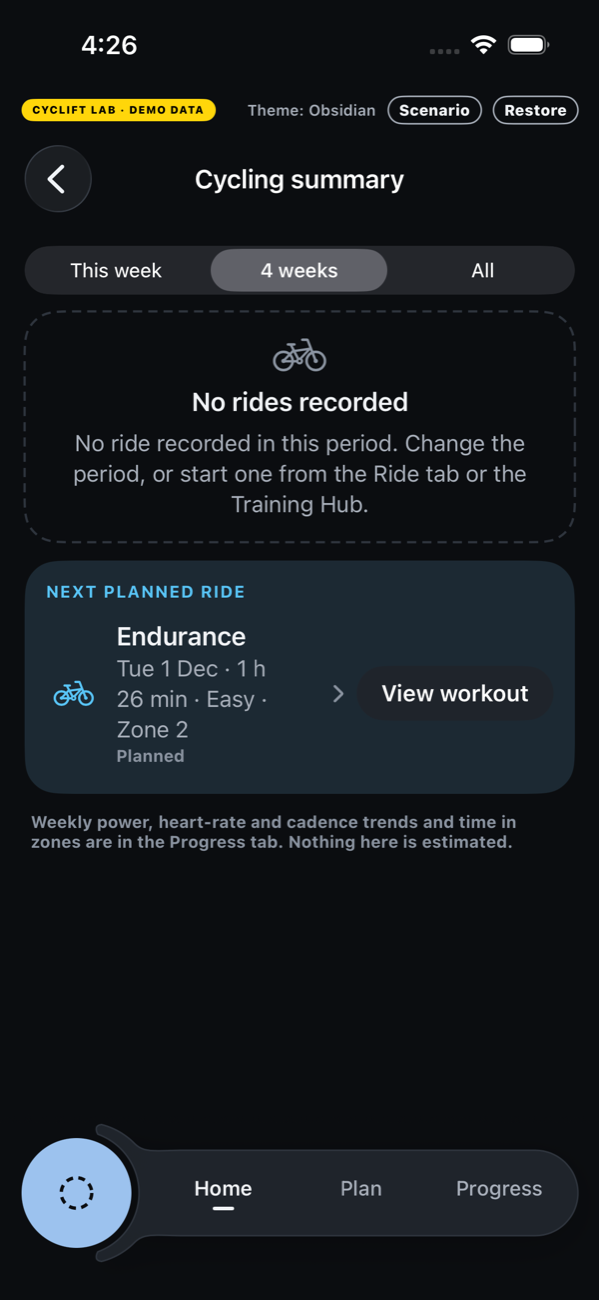 4:26
CYCLIFT LAB · DEMO DATA
Theme: Obsidian
Scenario
Restore
Cycling summary
This week
4 weeks
All
No rides recorded
No ride recorded in this period. Change the
period, or start one from the Ride tab or the
Training Hub.
NEXT PLANNED RIDE
Endurance
Tue 1 Dec · 1 h
26 min · Easy ·
Zone 2
Planned
View workout
Weekly power, heart-rate and cadence trends and time in
zones are in the Progress tab. Nothing here is estimated.
Home
Plan
Progress